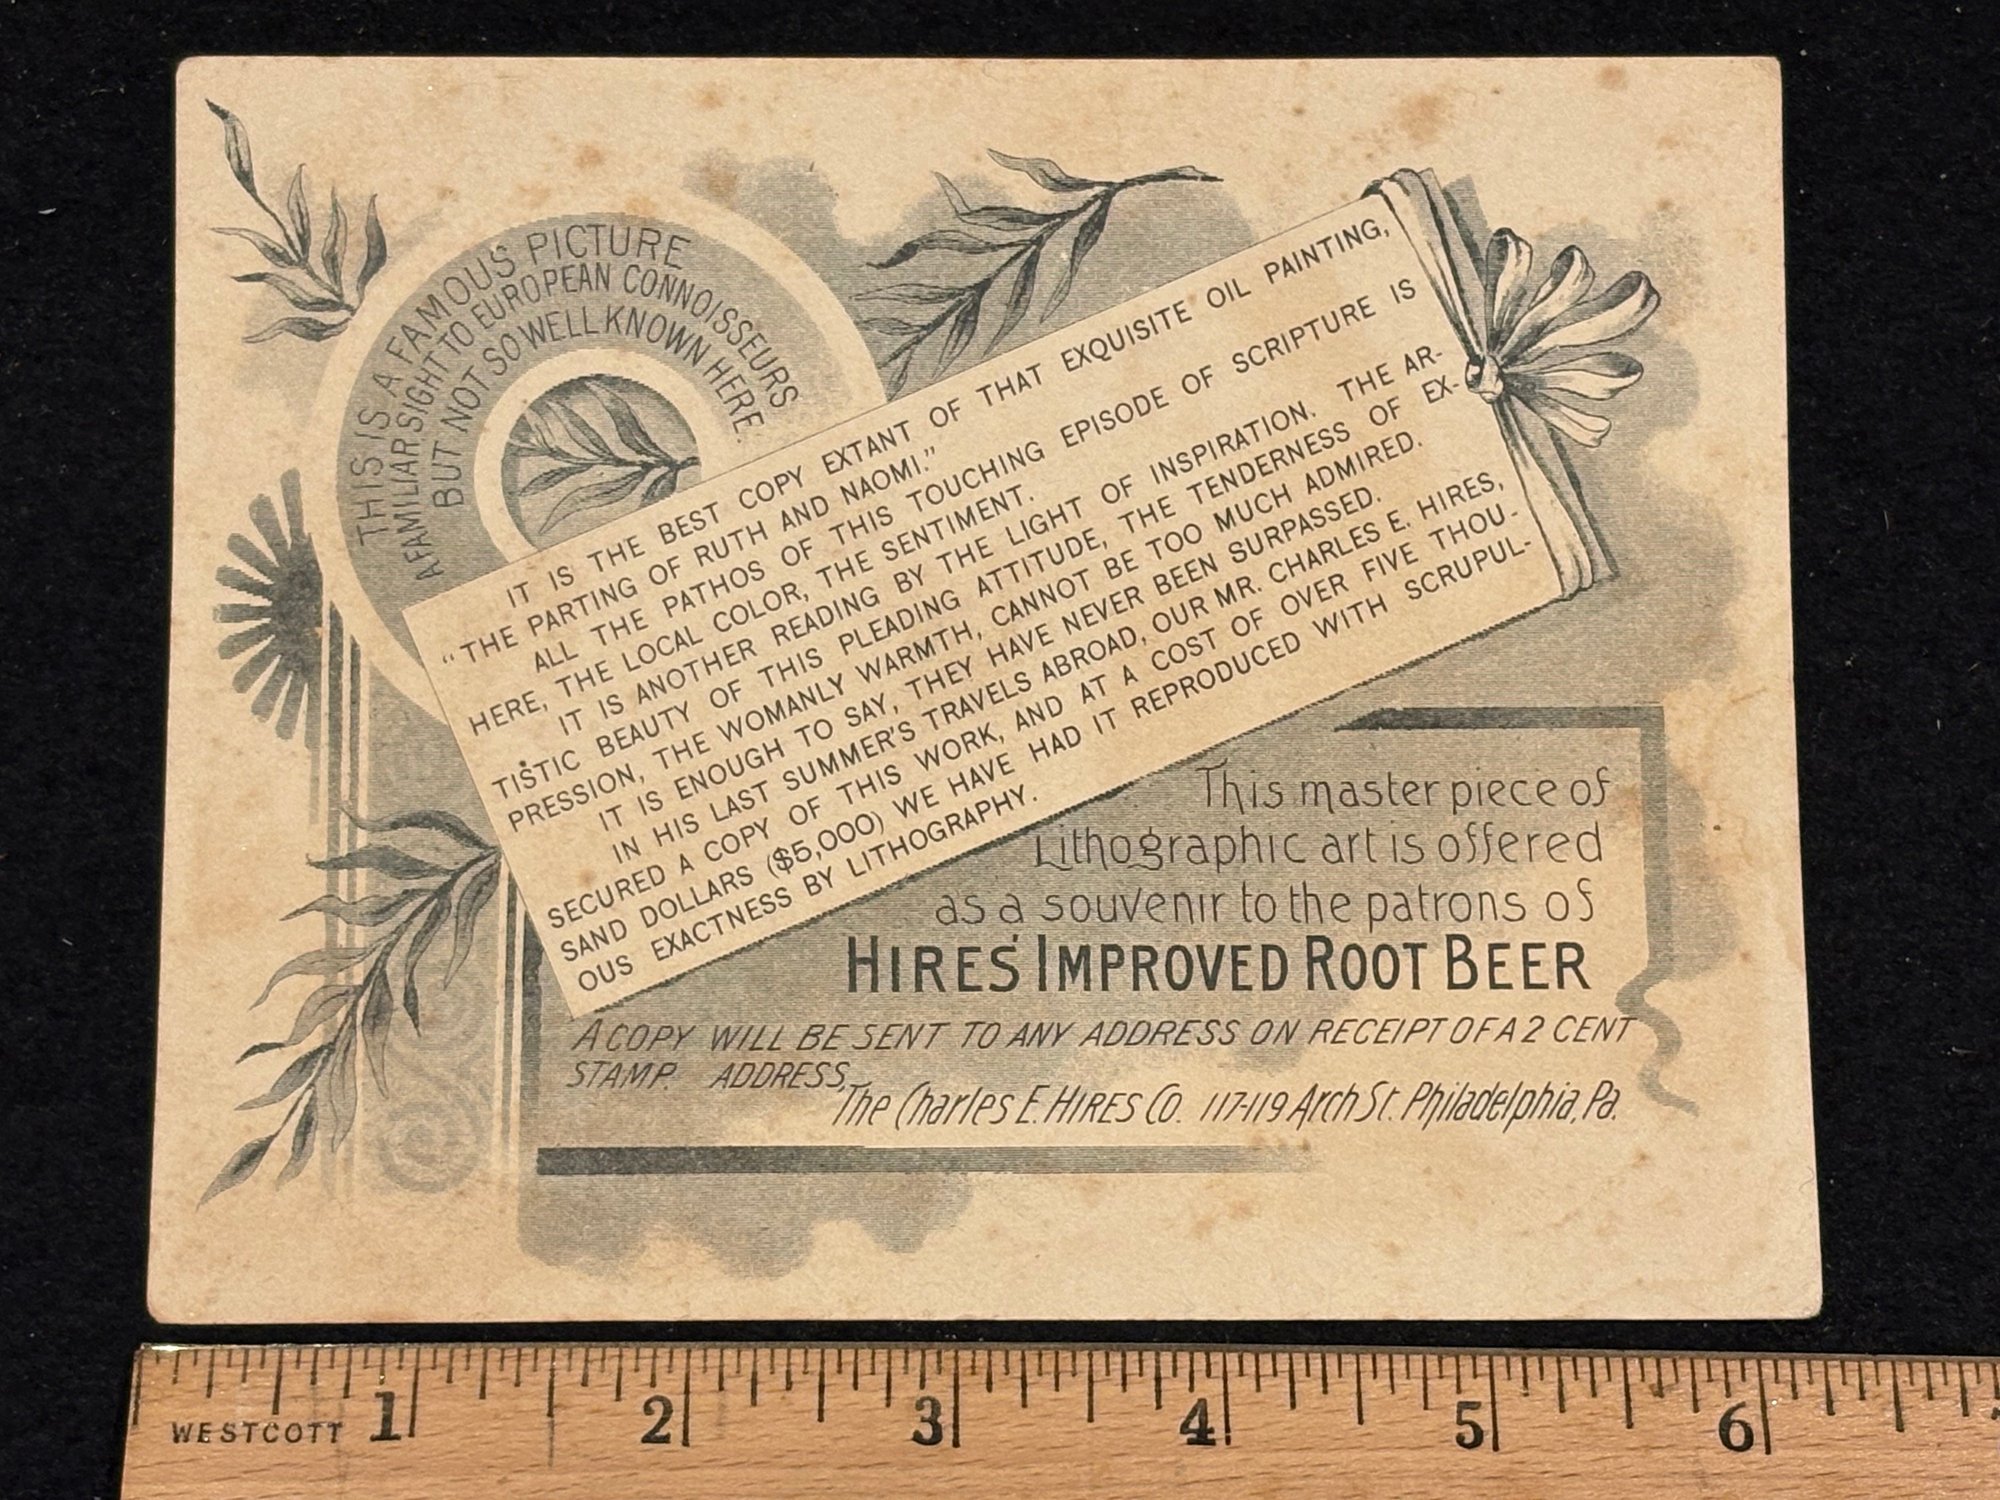 THIS IS A FAMOUS PICTURE
A FAMILIAR SIGHT TO EUROPEAN CONNOISSEURS
BUT NOT SO WELL KNOWN HERE.
IT IS THE BEST COPY EXTANT OF THAT EXQUISITE OIL PAINTING,
"THE PARTING OF RUTH AND NAOMI."
ALL THE PATHOS OF THIS TOUCHING EPISODE OF SCRIPTURE IS
HERE, THE LOCAL COLOR, THE SENTIMENT.
IT IS ANOTHER READING BY THE LIGHT OF INSPIRATION. THE AR-
TISTIC BEAUTY OF THIS PLEADING ATTITUDE, THE TENDERNESS OF EX-
PRESSION, THE WOMANLY WARMTH, CANNOT BE TOO MUCH ADMIRED.
IT IS ENOUGH TO SAY, THEY HAVE NEVER BEEN SURPASSED.
IN HIS LAST SUMMER'S TRAVELS ABROAD, OUR MR. CHARLES E. HIRES,
SECURED A COPY OF THIS WORK, AND AT A COST OF OVER FIVE THOU-
SAND DOLLARS ($5,000) WE HAVE HAD IT REPRODUCED WITH SCRUPUL-
OUS EXACTNESS BY LITHOGRAPHY.
This master piece of
Lithographic art is offered
as a souvenir to the patrons of
HIRES' IMPROVED ROOT BEER
A COPY WILL BE SENT TO ANY ADDRESS ON RECEIPT OF A 2 CENT
STAMP. ADDRESS,
The Charles E. HIRES Co. 117-119 Arch St. Philadelphia, Pa.
WESTCOTT
1 2 3 4 5 6